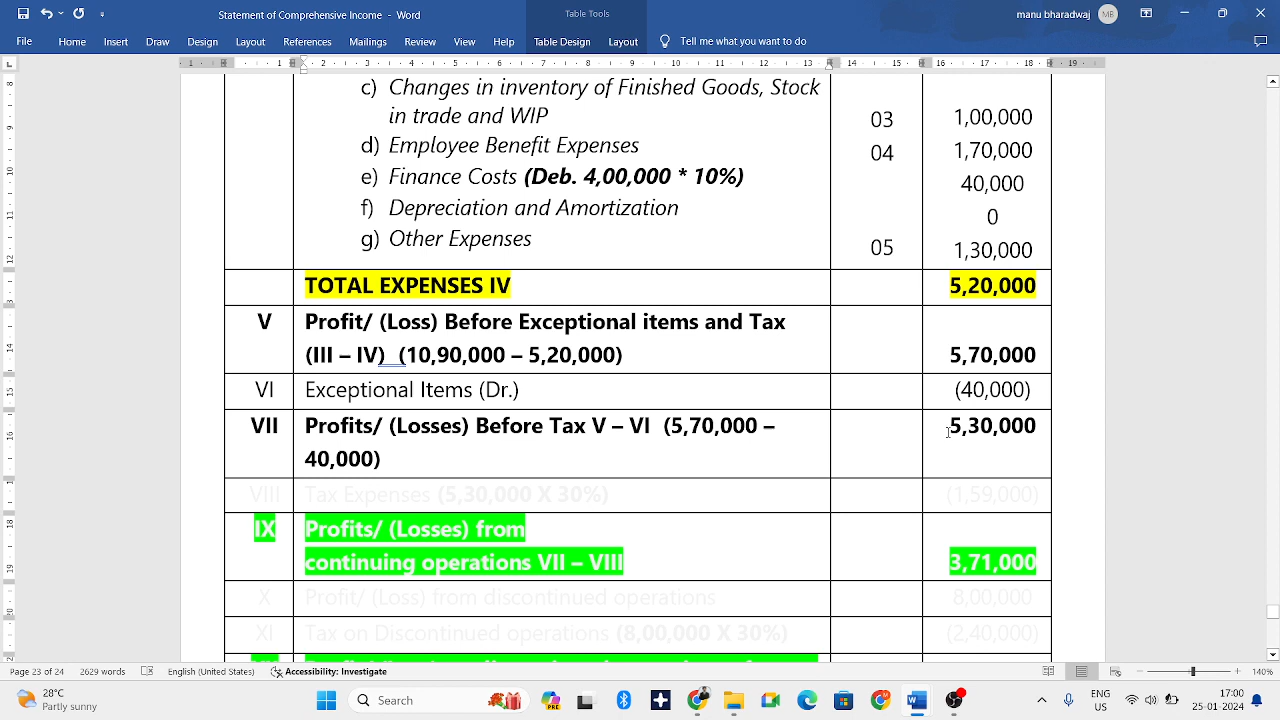 Table Tools
manu bhardwaj MB
File Home Insert Draw Design Layout References Mailings Review View Help Table Design Layout Tell me what you want to do
c) Changes in inventory of Finished Goods, Stock
in trade and WIP 03 1,00,000
d) Employee Benefit Expenses 04 1,70,000
e) Finance Costs (Deb. 4,00,000 * 10%) 40,000
f) Depreciation and Amortization 0
g) Other Expenses 05 1,30,000
TOTAL EXPENSES IV 5,20,000
V Profit/ (Loss) Before Exceptional items and Tax
(III – IV) (10,90,000 – 5,20,000) 5,70,000
VI Exceptional Items (Dr.) (40,000)
VII Profits/ (Losses) Before Tax V – VI (5,70,000 – 5,30,000
40,000)
VIII Tax Expenses (5,30,000 X 30%) (1,59,000)
IX Profits/ (Losses) from
continuing operations VII – VIII 3,71,000
X Profit/ (Loss) from discontinued operations 8,00,000
XI Tax on Discontinued operations (8,00,000 X 30%) (2,40,000)
Page 23 of 24 2629 words English (United States) Accessibility: Investigate 140%
28°C
Partly sunny
Search
ENG
US
17:00
25-01-2024